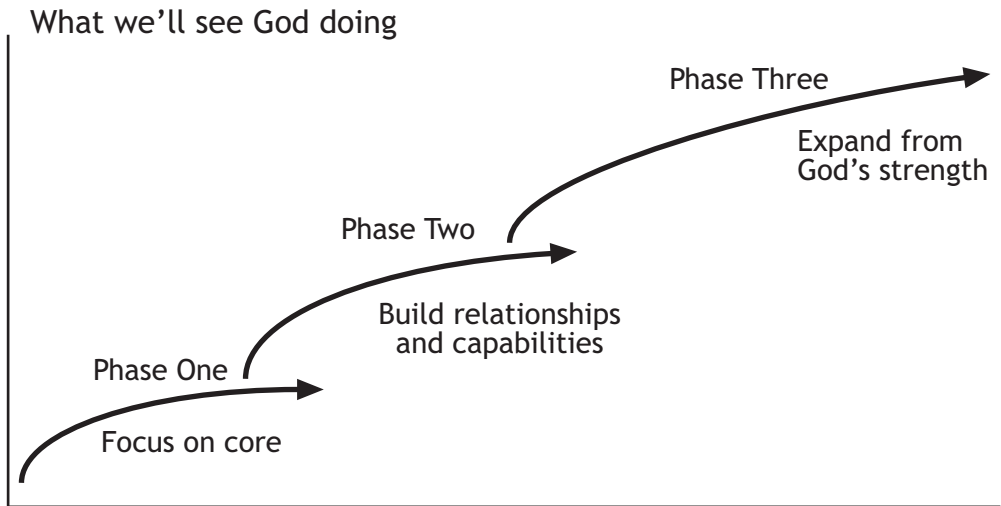 What we’ll see God doing
Phase Three
Expand from
God’s strength
Phase Two
Build relationships
and capabilities
Phase One
Focus on core